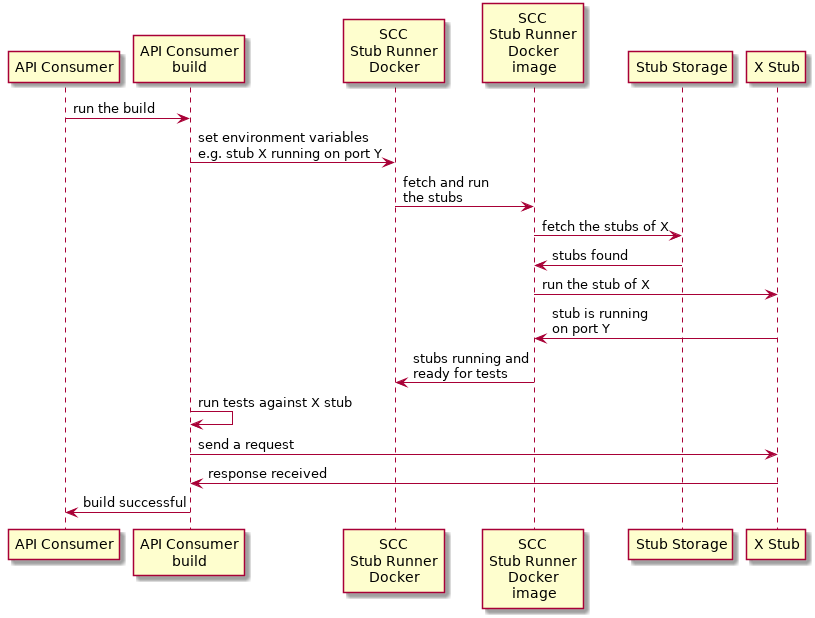 API Consumer
API Consumer
build
SCC
Stub Runner
Docker
SCC
Stub Runner
Docker
image
Stub Storage
X Stub
run the build
set environment variables
e.g. stub X running on port Y
fetch and run
the stubs
fetch the stubs of X
stubs found
run the stub of X
stub is running
on port Y
stubs running and
ready for tests
run tests against X stub
send a request
response received
build successful
API Consumer
API Consumer
build
SCC
Stub Runner
Docker
SCC
Stub Runner
Docker
image
Stub Storage
X Stub